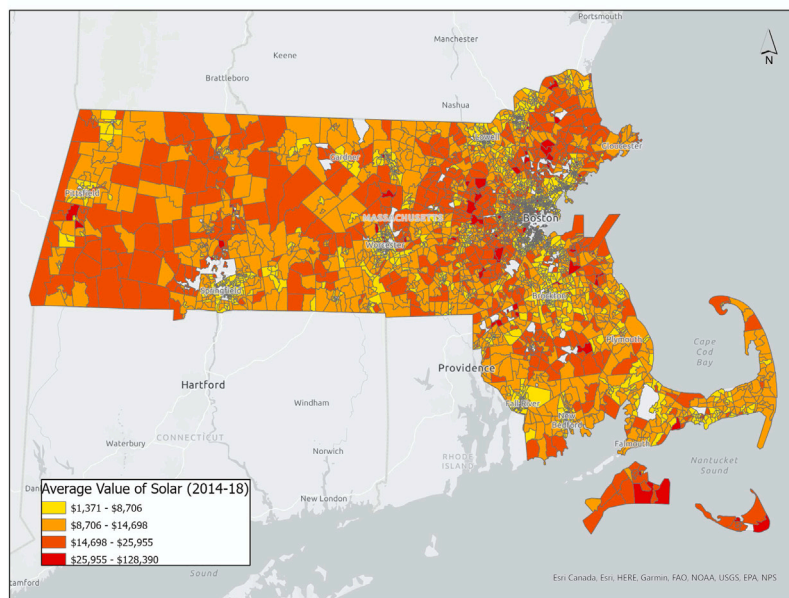 Portsmouth
Manchester
Keene
N
Brattleboro
Nashua
Lowell
Gardner
Gloucester
Pittsfield
MASSACHUSETTS
Boston
Worcester
Springfield
Brockton
Plymouth
Cape
Cod
Bay
Providence
Hartford
Fall River
New
Bedford
Windham
Falmouth
Waterbury
CONNECTICUT
Norwich
RHODE
ISLAND
Nantucket
Sound
New London
Average Value of Solar (2014-18)
$1,371 - $8,706
$8,706 - $14,698
$14,698 - $25,955
$25,955 - $128,390
Sound
Esri Canada, Esri, HERE, Garmin, FAO, NOAA, USGS, EPA, NPS